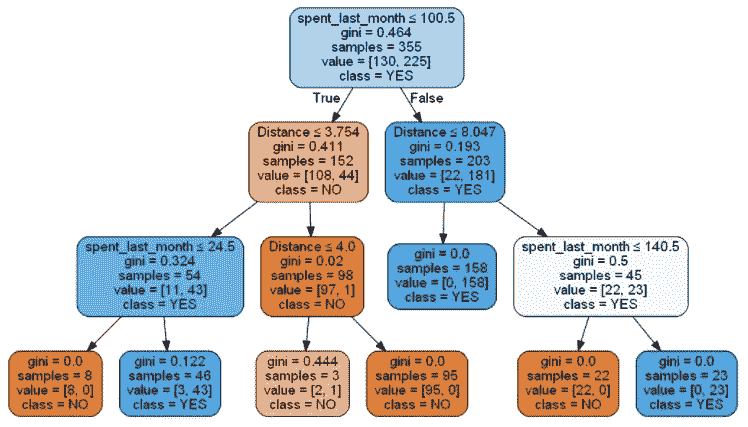 spent_last_month ≤ 100.5
gini = 0.464
samples = 355
value = [130, 225]
class = YES
True
False
Distance ≤ 3.754
gini = 0.411
samples = 152
value = [108, 44]
class = NO
Distance ≤ 8.047
gini = 0.193
samples = 203
value = [22, 181]
class = YES
spent_last_month ≤ 24.5
gini = 0.324
samples = 54
value = [11, 43]
class = YES
Distance ≤ 4.0
gini = 0.02
samples = 98
value = [97, 1]
class = NO
gini = 0.0
samples = 158
value = [0, 158]
class = YES
spent_last_month ≤ 140.5
gini = 0.5
samples = 45
value = [22, 23]
class = YES
gini = 0.0
samples = 8
value = [8, 0]
class = NO
gini = 0.122
samples = 46
value = [3, 43]
class = YES
gini = 0.444
samples = 3
value = [2, 1]
class = NO
gini = 0.0
samples = 95
value = [95, 0]
class = NO
gini = 0.0
samples = 22
value = [22, 0]
class = NO
gini = 0.0
samples = 23
value = [0, 23]
class = YES